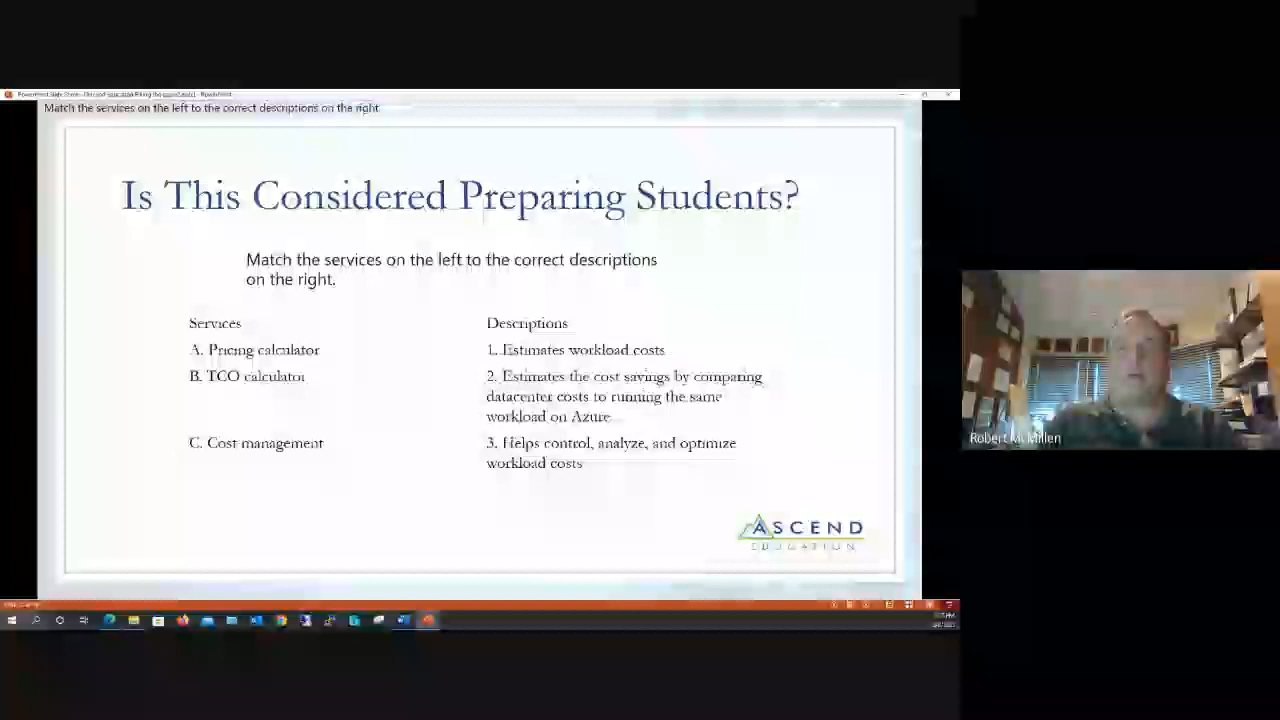 Match the services on the left to the correct descriptions on the right.
Is This Considered Preparing Students?
Match the services on the left to the correct descriptions
on the right.
Services
Descriptions
A. Pricing calculator
1. Estimates workload costs
B. TCO calculator
2. Estimates the cost savings by comparing
datacenter costs to running the same
workload on Azure
C. Cost management
3. Helps control, analyze, and optimize
workload costs
ASCEND
EDUCATION
Robert McMillen